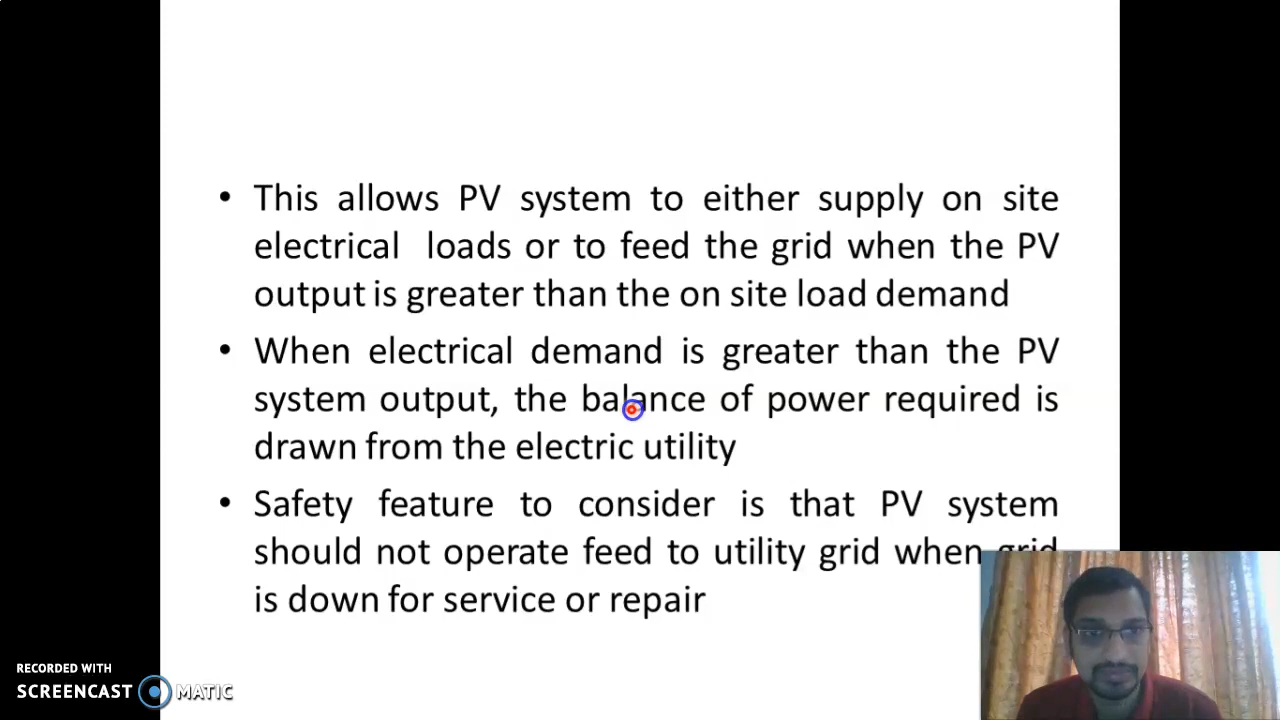 • This allows PV system to either supply on site
electrical loads or to feed the grid when the PV
output is greater than the on site load demand
• When electrical demand is greater than the PV
system output, the balance of power required is
drawn from the electric utility
• Safety feature to consider is that PV system
should not operate feed to utility grid when grid
is down for service or repair
RECORDED WITH
SCREENCAST MATIC